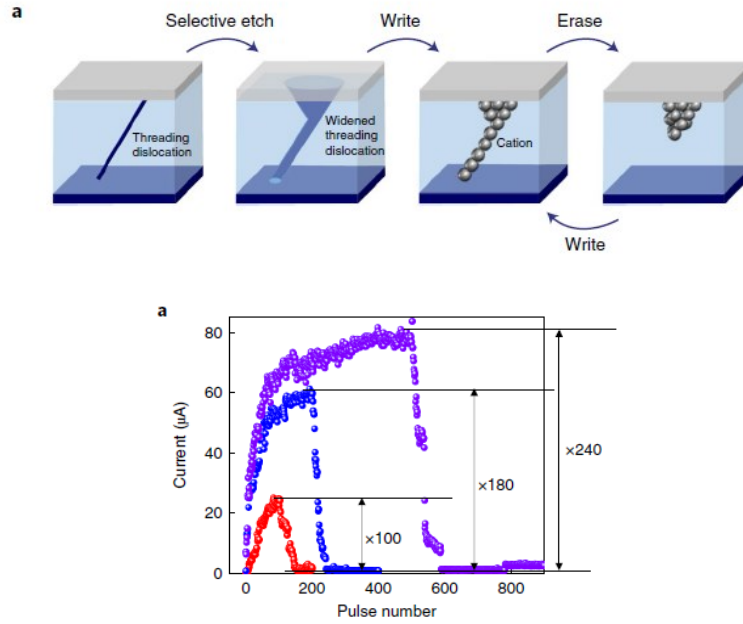 a
Selective etch
Write
Erase
Threading
dislocation
Widened
threading
dislocation
Cation
Write
a
80
60
40
20
0
Current (μA)
×100
×180
×240
0
200
400
600
800
Pulse number